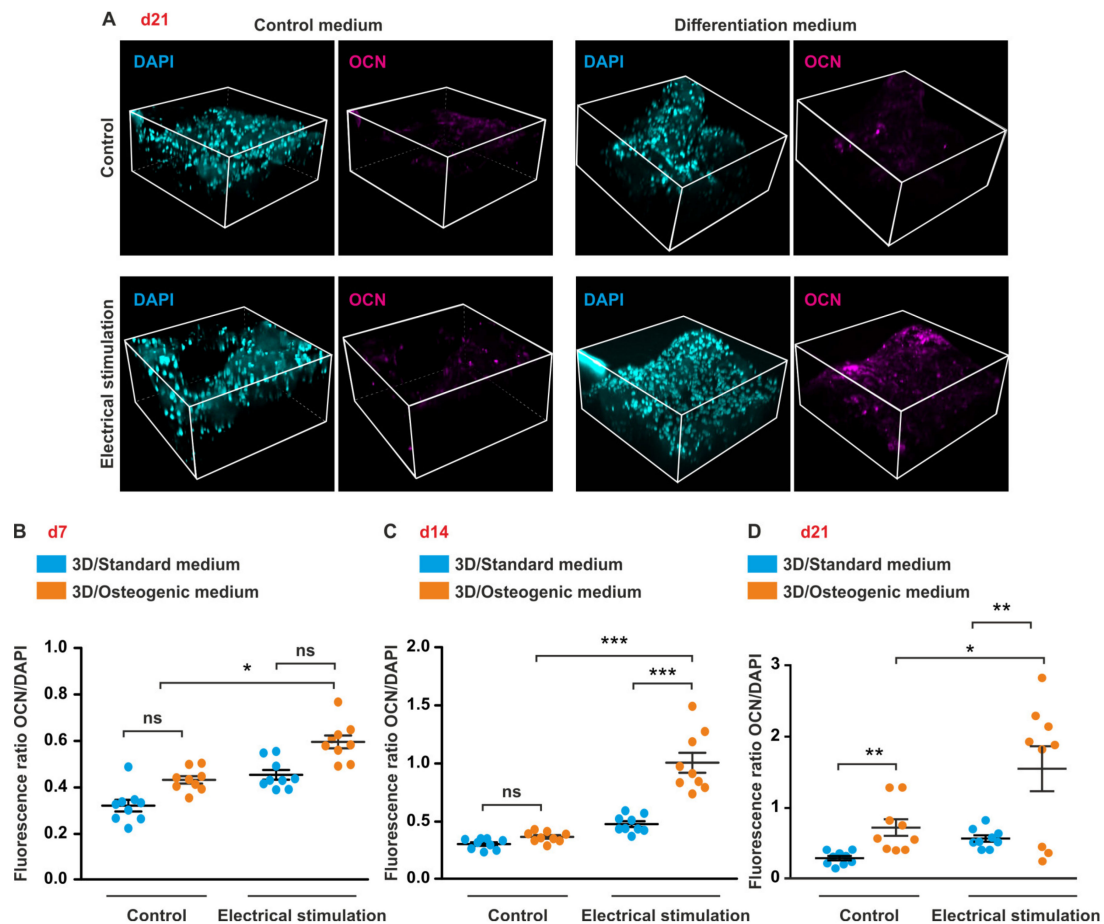 A d21
Control medium
Differentiation medium
Control
DAPI
OCN
DAPI
OCN
Electrical stimulation
DAPI
OCN
DAPI
OCN
B d7
3D/Standard medium
3D/Osteogenic medium
Fluorescence ratio OCN/DAPI
1.0
0.8
0.6
0.4
0.2
0.0
ns
*
ns
Control
Electrical stimulation
C d14
3D/Standard medium
3D/Osteogenic medium
Fluorescence ratio OCN/DAPI
2.0
1.5
1.0
0.5
0.0
ns
***
***
Control
Electrical stimulation
D d21
3D/Standard medium
3D/Osteogenic medium
Fluorescence ratio OCN/DAPI
3
2
1
0
**
**
*
Control
Electrical stimulation